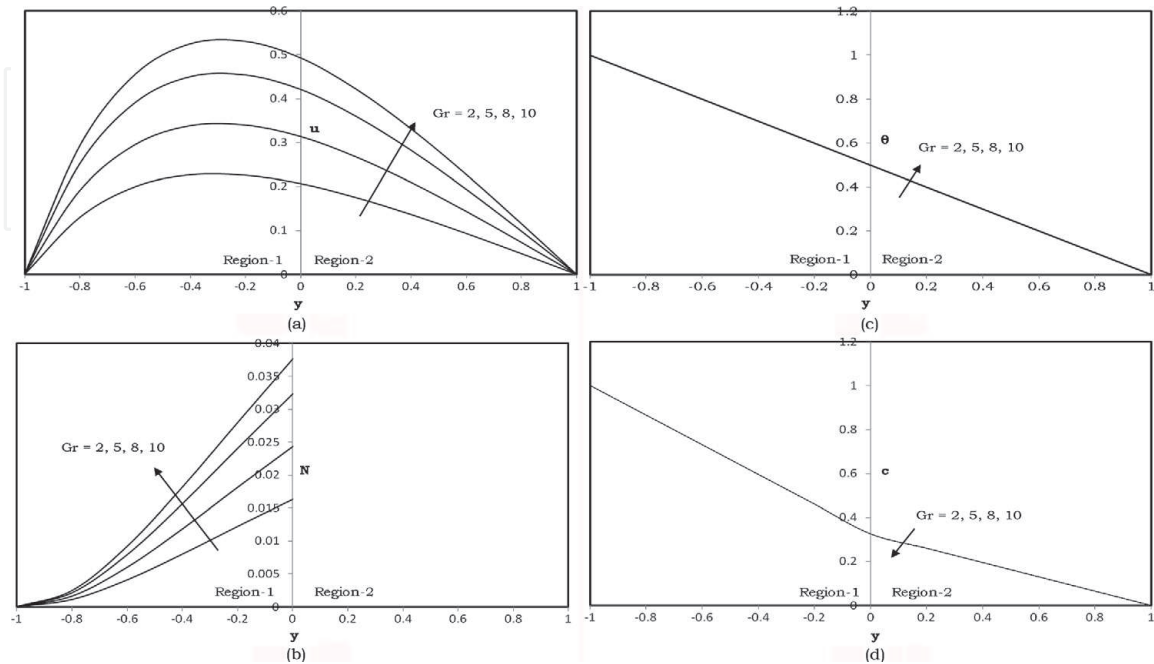 0.6
0.5
0.4
0.3
0.2
0.1
0
u
Gr = 2, 5, 8, 10
Region-1 Region-2
-1 -0.8 -0.6 -0.4 -0.2 0 0.2 0.4 0.6 0.8 1
y
(a)
1.2
1
0.8
0.6
0.4
0.2
0
θ
Gr = 2, 5, 8, 10
Region-1 Region-2
-1 -0.8 -0.6 -0.4 -0.2 0 0.2 0.4 0.6 0.8 1
y
(c)
0.04
0.035
0.03
0.025
0.02
0.015
0.01
0.005
0
Gr = 2, 5, 8, 10
N
Region-1 Region-2
-1 -0.8 -0.6 -0.4 -0.2 0 0.2 0.4 0.6 0.8 1
y
(b)
1.2
1
0.8
0.6
0.4
0.2
0
c
Gr = 2, 5, 8, 10
Region-1 Region-2
-1 -0.8 -0.6 -0.4 -0.2 0 0.2 0.4 0.6 0.8 1
y
(d)